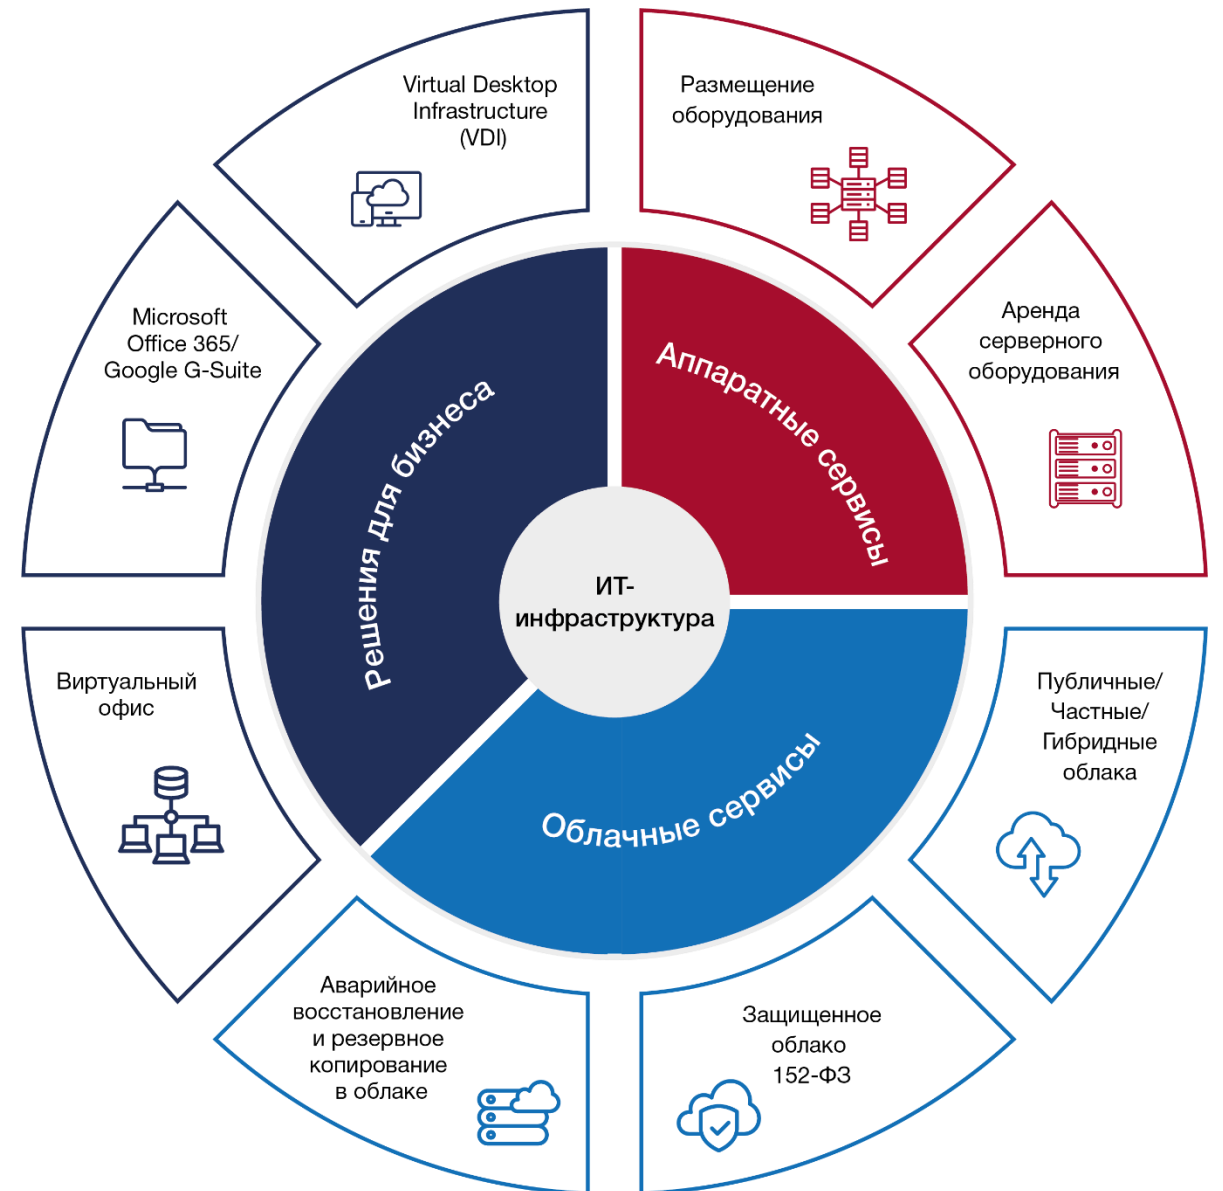 Virtual Desktop
Infrastructure
(VDI)
Размещение
оборудования
Microsoft
Office 365/
Google G-Suite
Аренда
серверного
оборудования
Решения для бизнеса
Аппаратные сервисы
ИТ-
инфраструктура
Облачные сервисы
Виртуальный
офис
Публичные/
Частные/
Гибридные
облака
Аварийное
восстановление
и резервное
копирование
в облаке
Защищенное
облако
152-ФЗ